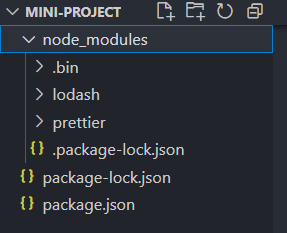 MINI-PROJECT
node_modules
.bin
lodash
prettier
{} .package-lock.json
{} package-lock.json
{} package.json